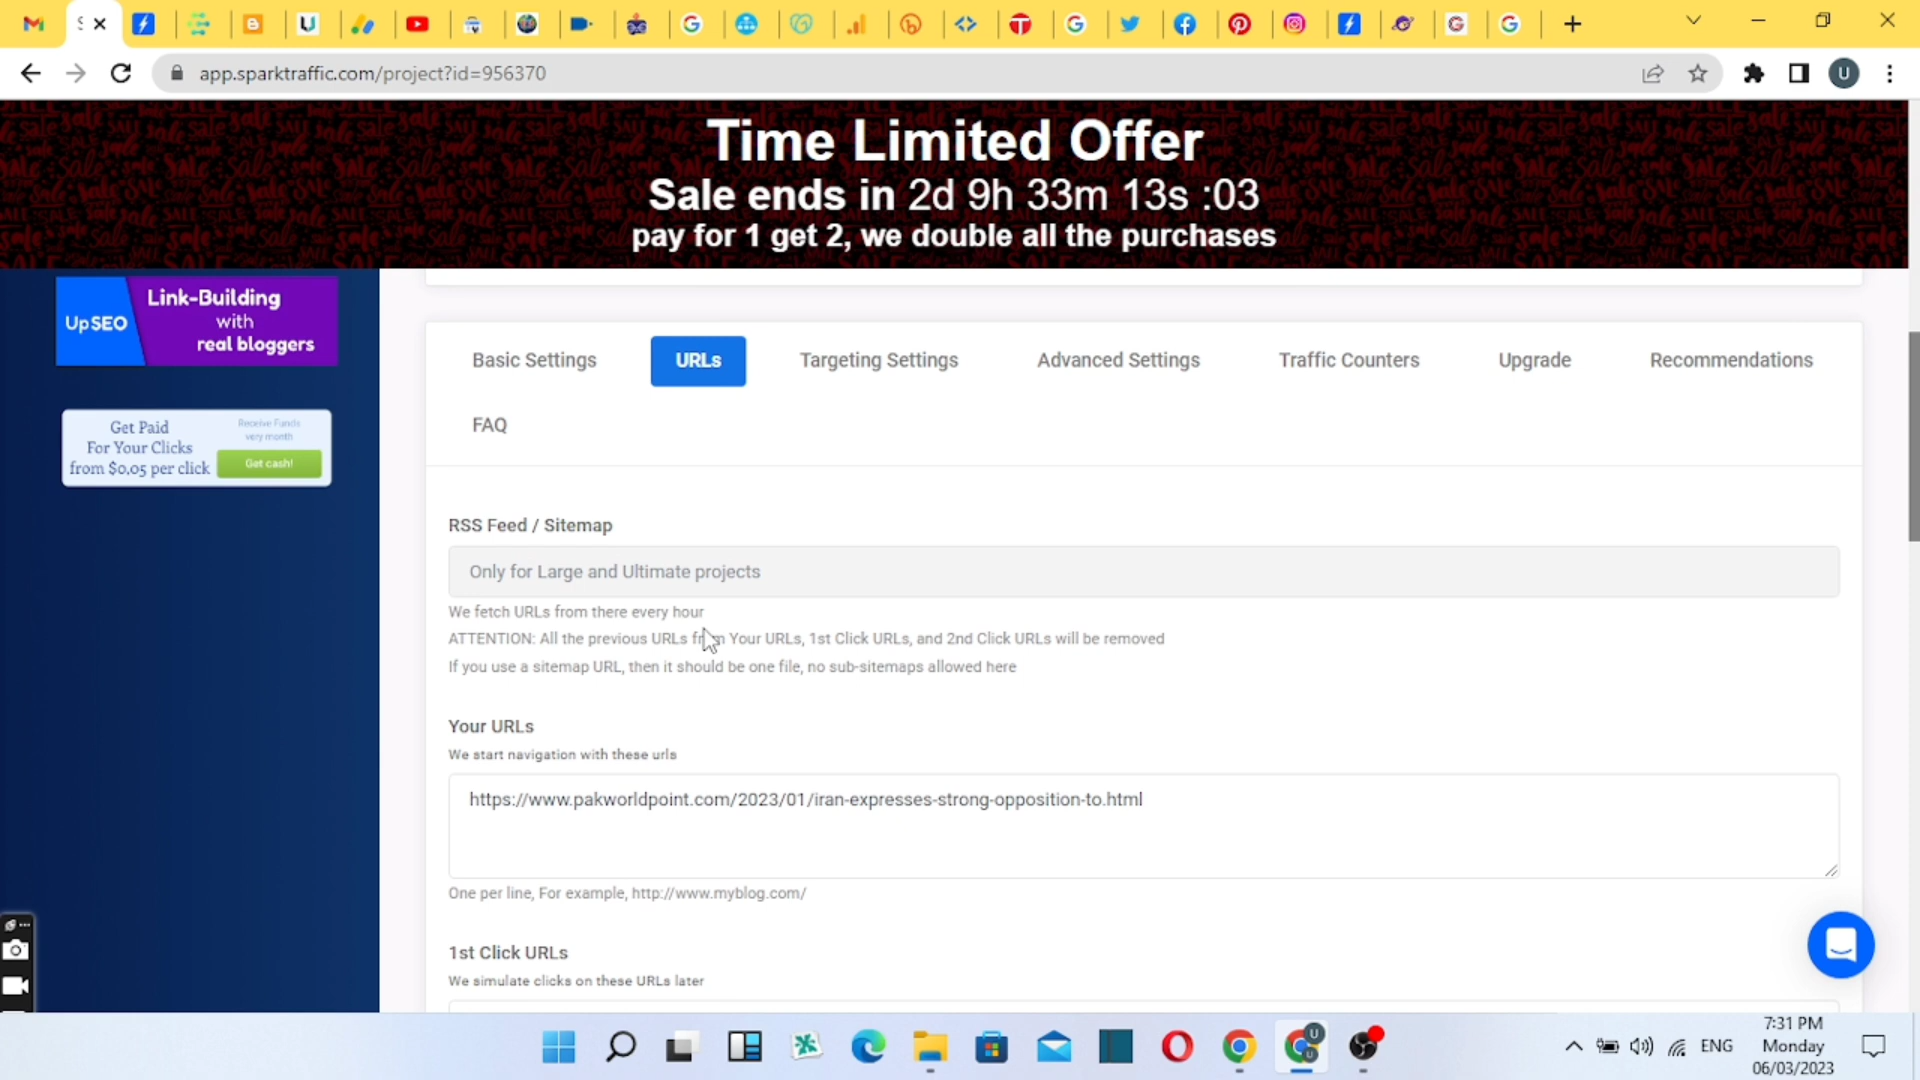 app.sparktraffic.com/project?id=956370
U
Time Limited Offer
Sale ends in 2d 9h 33m 13s :03
pay for 1 get 2, we double all the purchases
UpSEO
Link-Building
with
real bloggers
Get Paid
For Your Clicks
from $0,05 per click
Receive Funds
very month
Get cash!
Basic Settings
URLs
Targeting Settings
Advanced Settings
Traffic Counters
Upgrade
Recommendations
FAQ
RSS Feed / Sitemap
Only for Large and Ultimate projects
We fetch URLs from there every hour
ATTENTION: All the previous URLs from Your URLs, 1st Click URLs, and 2nd Click URLs will be removed
If you use a sitemap URL, then it should be one file, no sub-sitemaps allowed here
Your URLs
We start navigation with these urls
https://www.pakworldpoint.com/2023/01/iran-expresses-strong-opposition-to.html
One per line, For example, http://www.myblog.com/
1st Click URLs
We simulate clicks on these URLs later
ENG
7:31 PM
Monday
06/03/2023